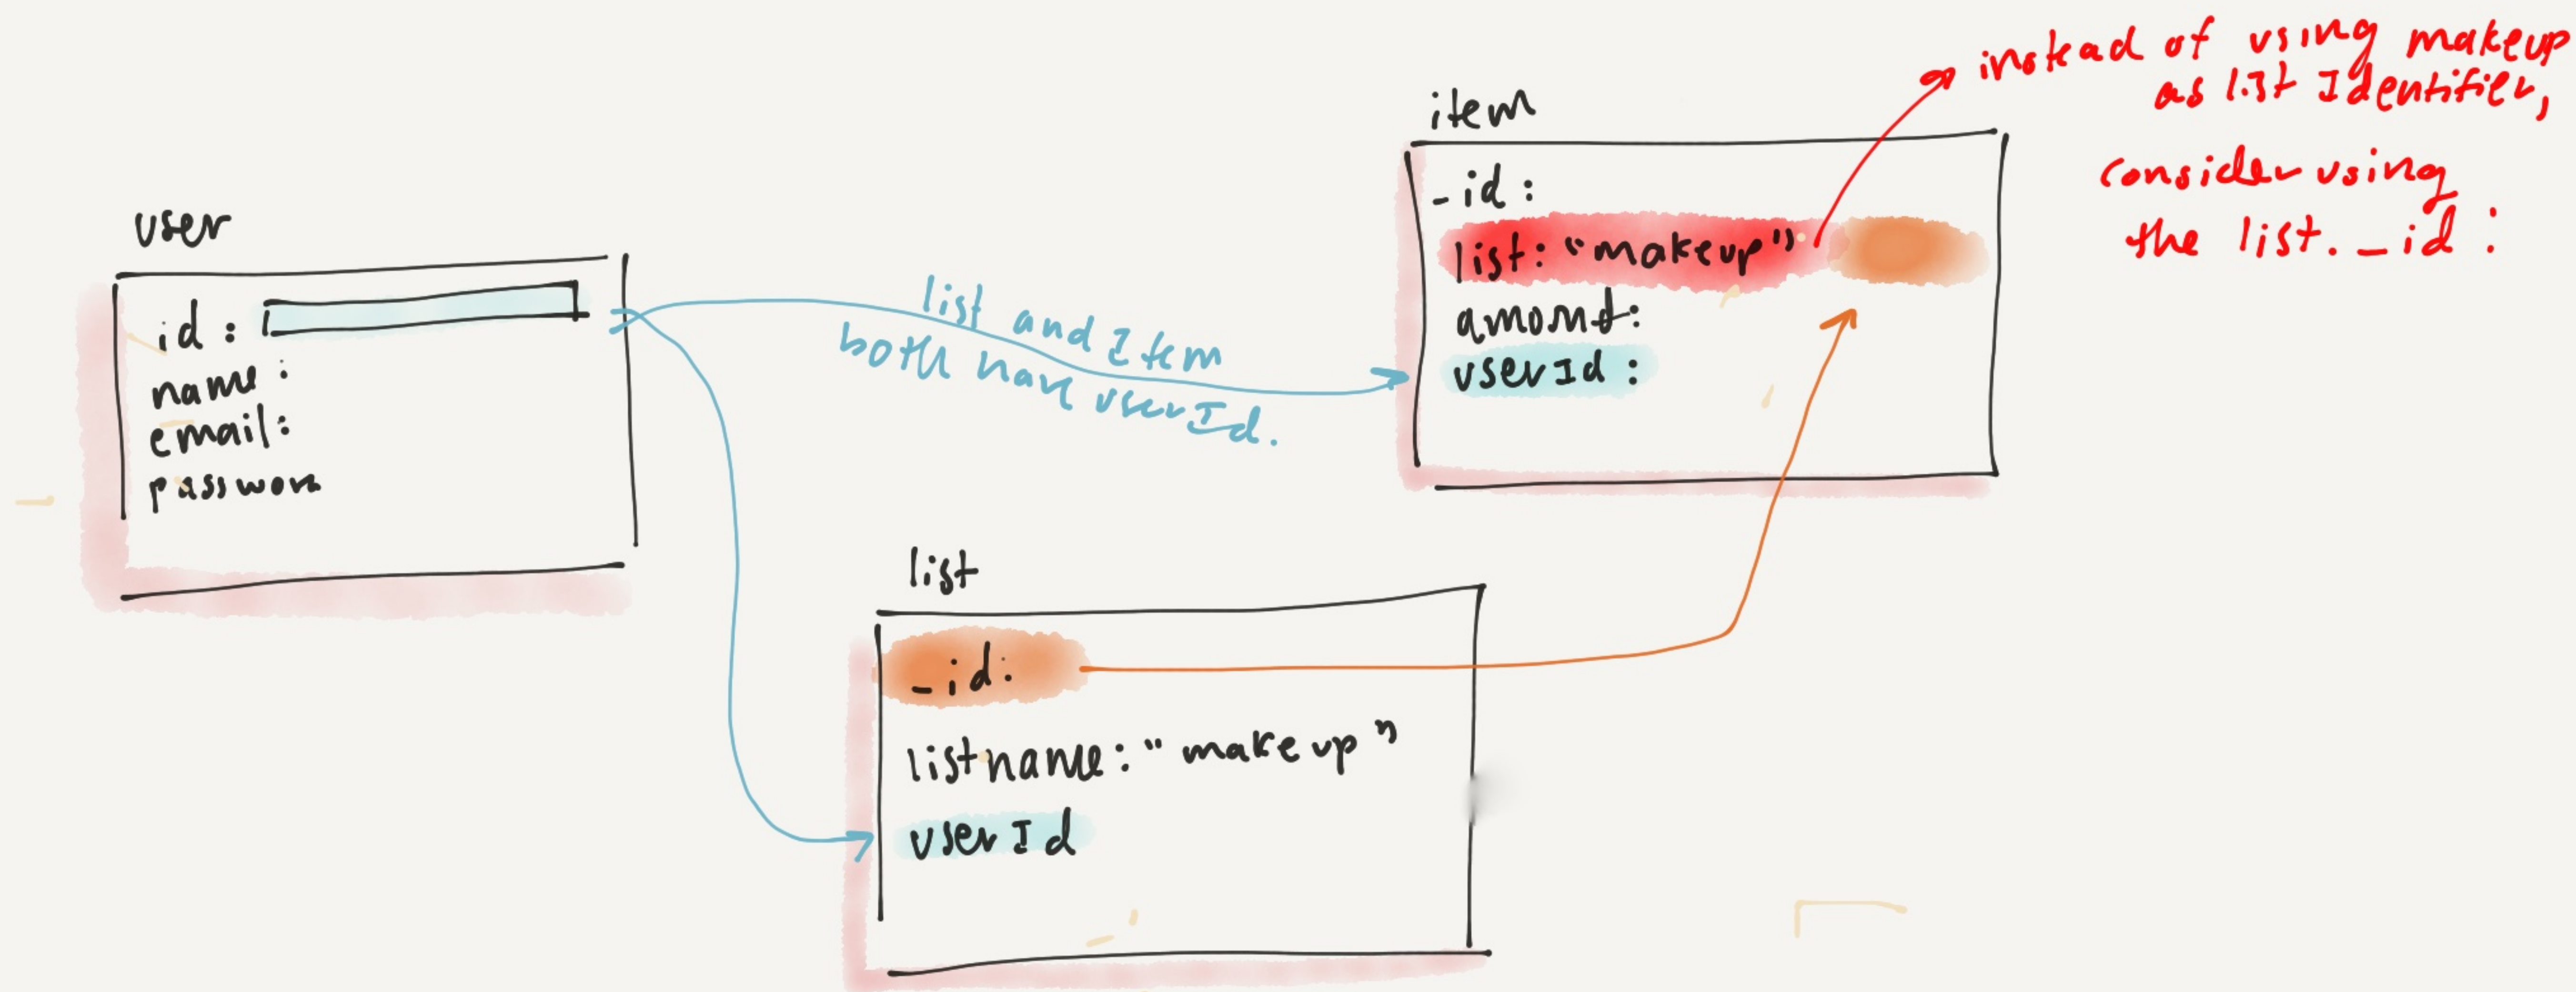 user
id :
name :
email:
password
list and Item
both have userId.
item
_id :
list: "makeup"
amount:
userId :
instead of using makeup
as list Identifier,
consider using
the list._id :
list
_id:
listname: "makeup"
userId